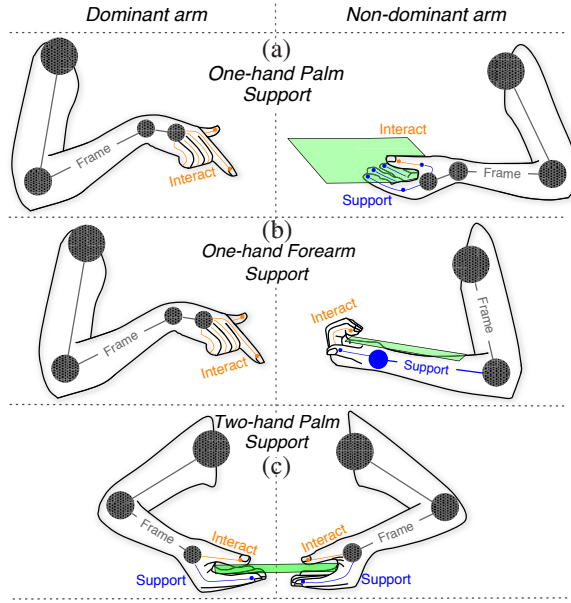 Dominant arm
Non-dominant arm
(a)
One-hand Palm
Support
Frame
Interact
Interact
Frame
Support
(b)
One-hand Forearm
Support
Frame
Interact
Interact
Frame
Support
Two-hand Palm
Support
(c)
Frame
Interact
Support
Interact
Frame
Support